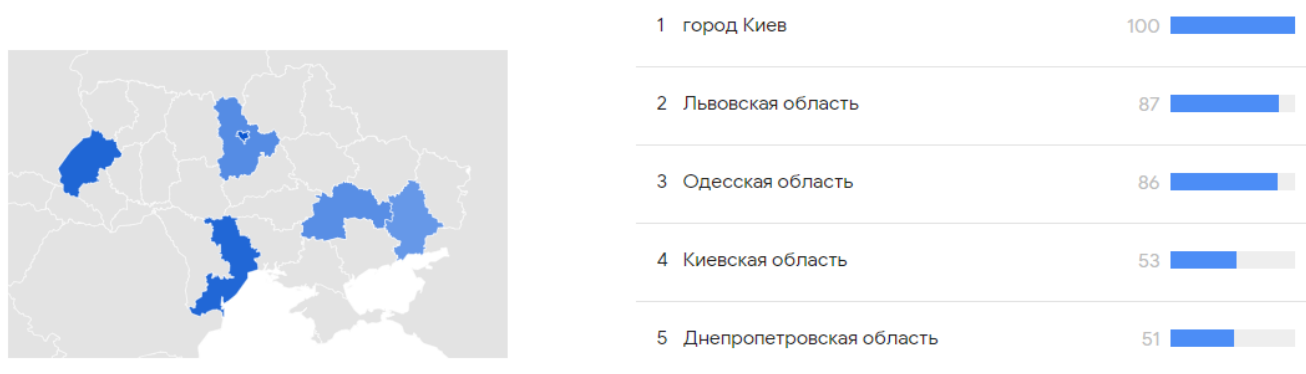 1 город Киев 100
2 Львовская область 87
3 Одесская область 86
4 Киевская область 53
5 Днепропетровская область 51